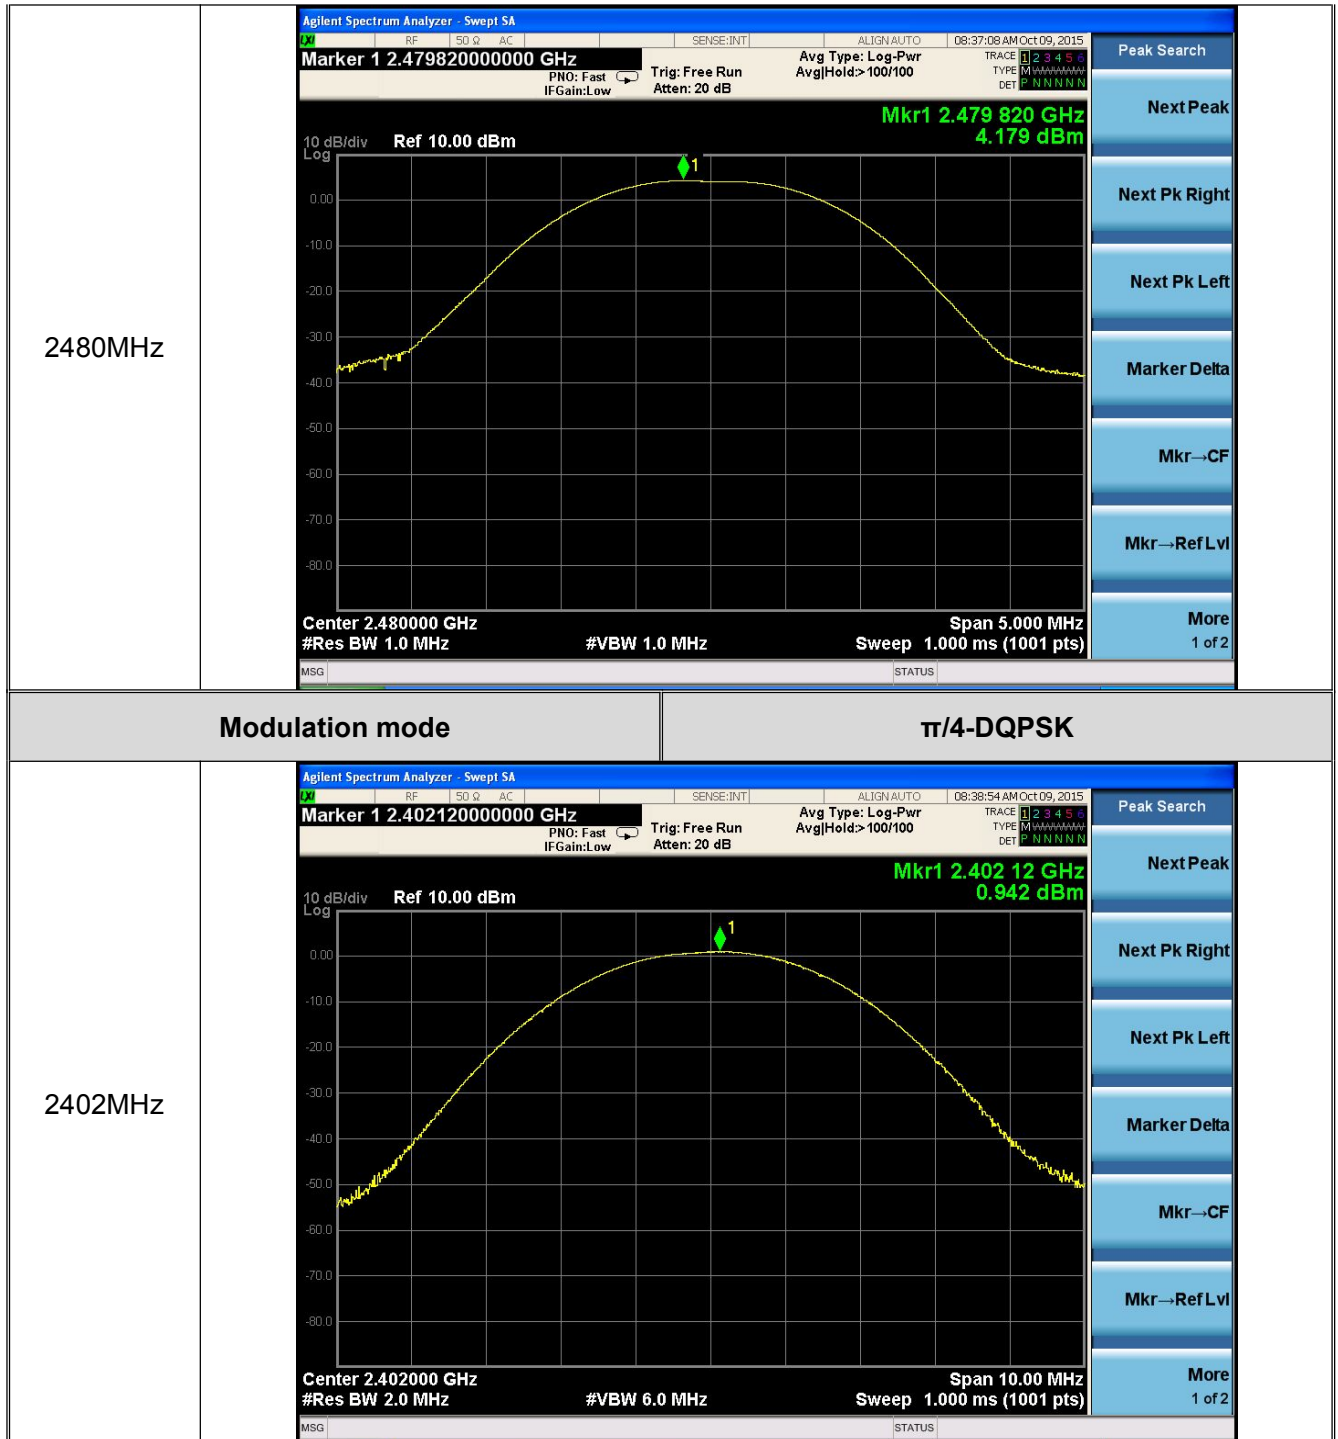 2480MHz
Agilent Spectrum Analyzer - Swept SA
LXI RF 50 Ω AC SENSE:INT ALIGN AUTO 08:37:08 AM Oct 09, 2015
Marker 1 2.479820000000 GHz
PNO: Fast
IFGain:Low
Trig: Free Run
Atten: 20 dB
Avg Type: Log-Pwr
Avg|Hold:>100/100
TRACE 1 2 3 4 5 6
TYPE M WWWWW
DET P N N N N N
Mkr1 2.479 820 GHz
4.179 dBm
10 dB/div Ref 10.00 dBm
Log
1
0.00
-10.0
-20.0
-30.0
-40.0
-50.0
-60.0
-70.0
-80.0
Center 2.480000 GHz Span 5.000 MHz
#Res BW 1.0 MHz #VBW 1.0 MHz Sweep 1.000 ms (1001 pts)
MSG STATUS
Peak Search
Next Peak
Next Pk Right
Next Pk Left
Marker Delta
Mkr→CF
Mkr→Ref Lvl
More
1 of 2
Modulation mode π/4-DQPSK
2402MHz
Agilent Spectrum Analyzer - Swept SA
LXI RF 50 Ω AC SENSE:INT ALIGN AUTO 08:38:54 AM Oct 09, 2015
Marker 1 2.402120000000 GHz
PNO: Fast
IFGain:Low
Trig: Free Run
Atten: 20 dB
Avg Type: Log-Pwr
Avg|Hold:>100/100
TRACE 1 2 3 4 5 6
TYPE M WWWWW
DET P N N N N N
Mkr1 2.402 12 GHz
0.942 dBm
10 dB/div Ref 10.00 dBm
Log
1
0.00
-10.0
-20.0
-30.0
-40.0
-50.0
-60.0
-70.0
-80.0
Center 2.402000 GHz Span 10.00 MHz
#Res BW 2.0 MHz #VBW 6.0 MHz Sweep 1.000 ms (1001 pts)
MSG STATUS
Peak Search
Next Peak
Next Pk Right
Next Pk Left
Marker Delta
Mkr→CF
Mkr→Ref Lvl
More
1 of 2